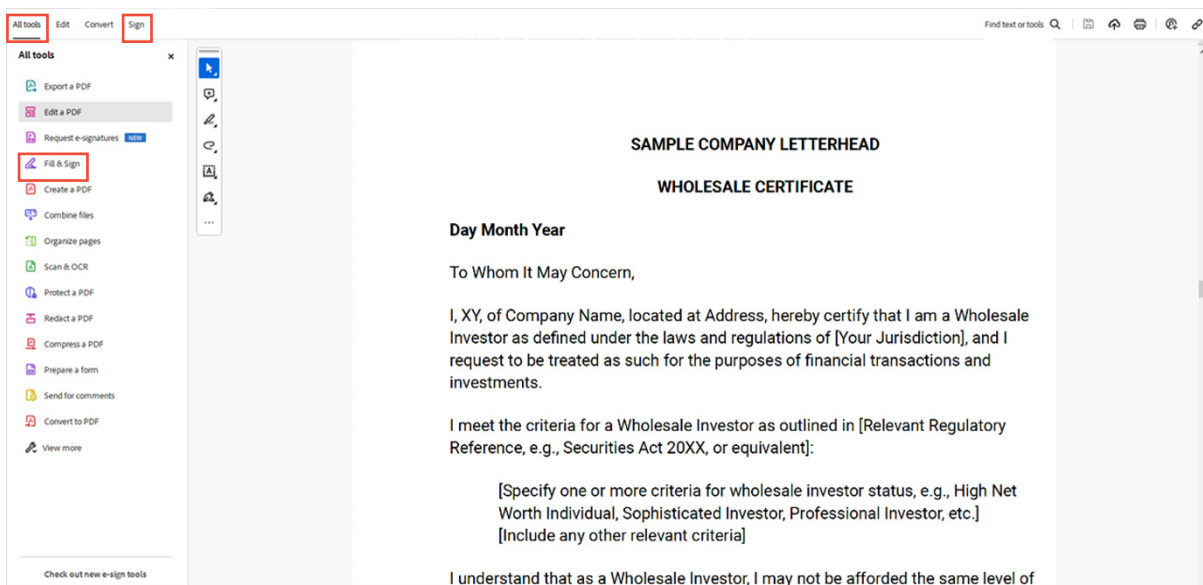 All tools Edit Convert Sign Find text or tools
All tools
Export a PDF
Edit a PDF
Request e-signatures NEW
Fill & Sign
Create a PDF
Combine files
Organize pages
Scan & OCR
Protect a PDF
Redact a PDF
Compress a PDF
Prepare a form
Send for comments
Convert to PDF
View more
Check out new e-sign tools
SAMPLE COMPANY LETTERHEAD
WHOLESALE CERTIFICATE
Day Month Year
To Whom It May Concern,
I, XY, of Company Name, located at Address, hereby certify that I am a Wholesale
Investor as defined under the laws and regulations of [Your Jurisdiction], and I
request to be treated as such for the purposes of financial transactions and
investments.
I meet the criteria for a Wholesale Investor as outlined in [Relevant Regulatory
Reference, e.g., Securities Act 20XX, or equivalent]:
[Specify one or more criteria for wholesale investor status, e.g., High Net
Worth Individual, Sophisticated Investor, Professional Investor, etc.]
[Include any other relevant criteria]
I understand that as a Wholesale Investor, I may not be afforded the same level of